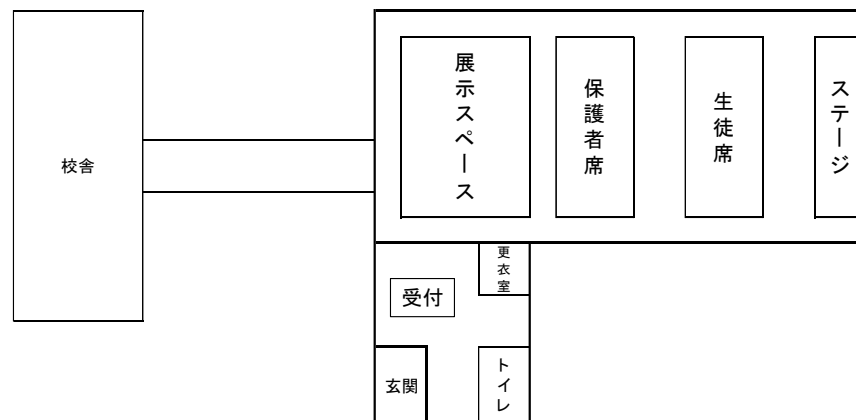 校舎
展示スペース
保護者席
生徒席
ステージ
更衣室
受付
玄関
トイレ